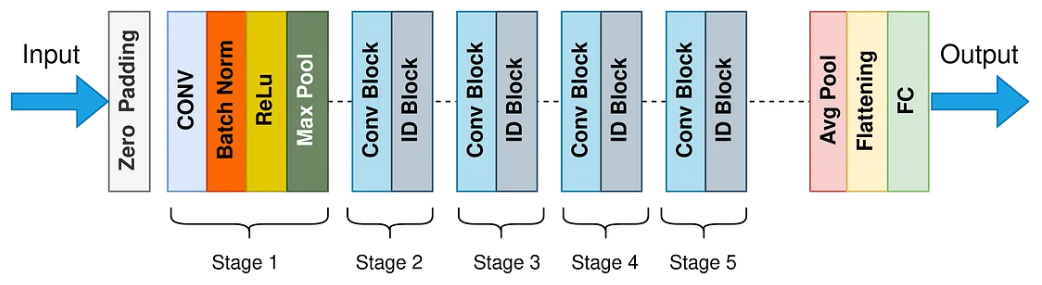 Input
Zero Padding
CONV
Batch Norm
ReLu
Max Pool
Conv Block
ID Block
Conv Block
ID Block
Conv Block
ID Block
Conv Block
ID Block
Avg Pool
Flattening
FC
Output
Stage 1
Stage 2
Stage 3
Stage 4
Stage 5